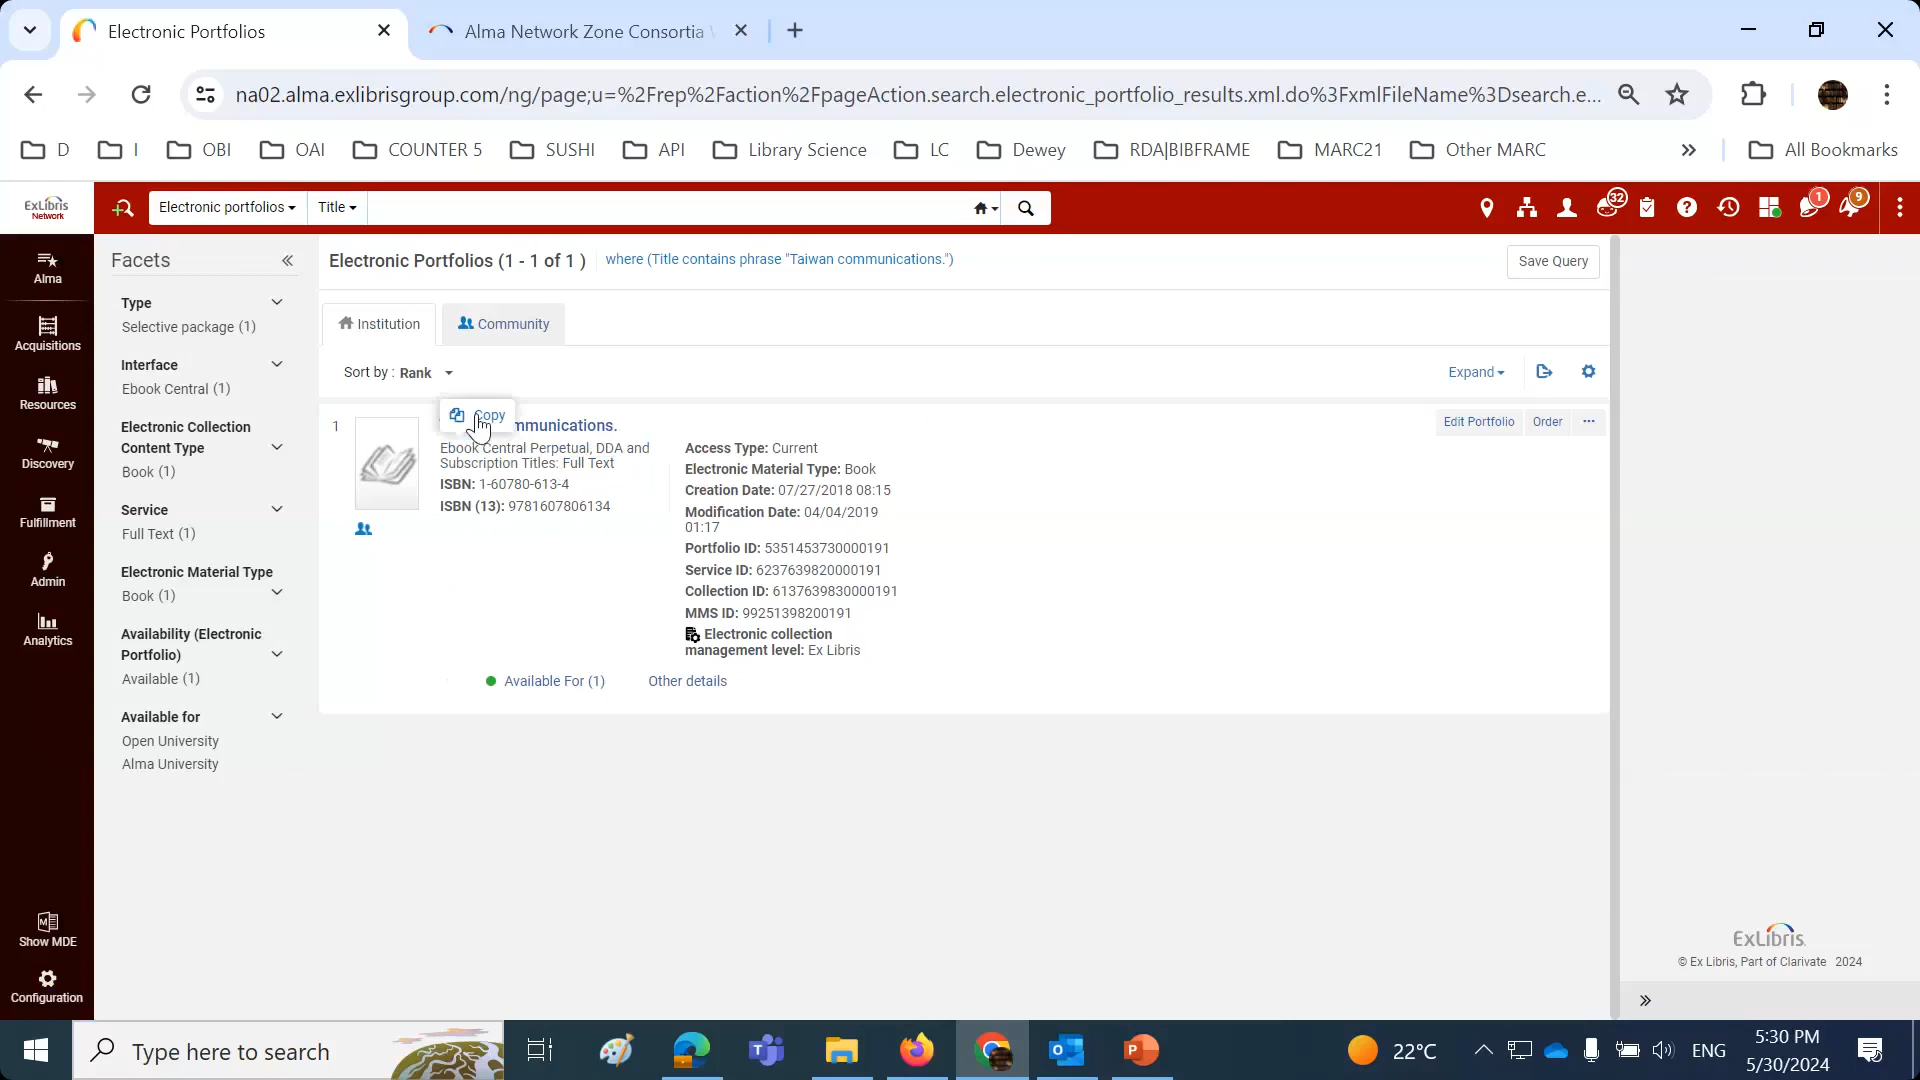 Electronic Portfolios
Alma Network Zone Consortia
na02.alma.exlibrisgroup.com/ng/page;u=%2Frep%2Faction%2FpageAction.search.electronic_portfolio_results.xml.do%3FxmlFileName%3Dsearch.e...
D
I
OBI
OAI
COUNTER 5
SUSHI
API
Library Science
LC
Dewey
RDA|BIBFRAME
MARC21
Other MARC
»
All Bookmarks
ExLibris
Network
Electronic portfolios
Title
32
1
9
Alma
Acquisitions
Resources
Discovery
Fulfillment
Admin
Analytics
Show MDE
Configuration
Facets
Type
Selective package (1)
Interface
Ebook Central (1)
Electronic Collection
Content Type
Book (1)
Service
Full Text (1)
Electronic Material Type
Book (1)
Availability (Electronic
Portfolio)
Available (1)
Available for
Open University
Alma University
Electronic Portfolios (1 - 1 of 1 )
where (Title contains phrase "Taiwan communications.")
Save Query
Institution
Community
Sort by : Rank
Expand
1
Copy
mmunications.
Ebook Central Perpetual, DDA and
Subscription Titles: Full Text
ISBN: 1-60780-613-4
ISBN (13): 9781607806134
Access Type: Current
Electronic Material Type: Book
Creation Date: 07/27/2018 08:15
Modification Date: 04/04/2019
01:17
Portfolio ID: 5351453730000191
Service ID: 6237639820000191
Collection ID: 6137639830000191
MMS ID: 99251398200191
Electronic collection
management level: Ex Libris
Edit Portfolio
Order
Available For (1)
Other details
ExLibris
© Ex Libris, Part of Clarivate 2024
Type here to search
22°C
ENG
5:30 PM
5/30/2024